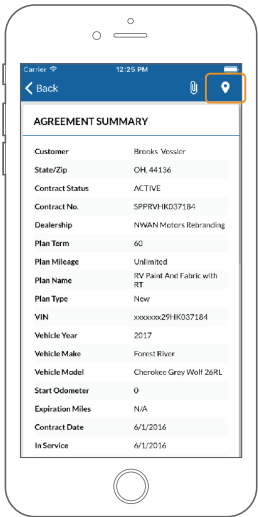 Carrier 12:25 PM
Back
AGREEMENT SUMMARY
Customer Brooks Vossler
State/Zip OH, 44136
Contract Status ACTIVE
Contract No. SPPRVHK037184
Dealership NWAN Motors Rebranding
Plan Term 60
Plan Mileage Unlimited
Plan Name RV Paint And Fabric with
RT
Plan Type New
VIN xxxxxxx29HK037184
Vehicle Year 2017
Vehicle Make Forest River
Vehicle Model Cherokee Grey Wolf 26RL
Start Odometer 0
Expiration Miles N/A
Contract Date 6/1/2016
In Service 6/1/2016